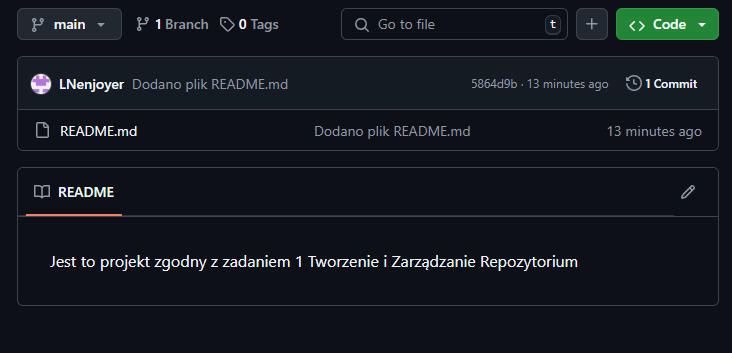 main 1 Branch 0 Tags Go to file t Code
LNenjoyer Dodano plik README.md 5864d9b · 13 minutes ago 1 Commit
README.md Dodano plik README.md 13 minutes ago
README
Jest to projekt zgodny z zadaniem 1 Tworzenie i Zarządzanie Repozytorium